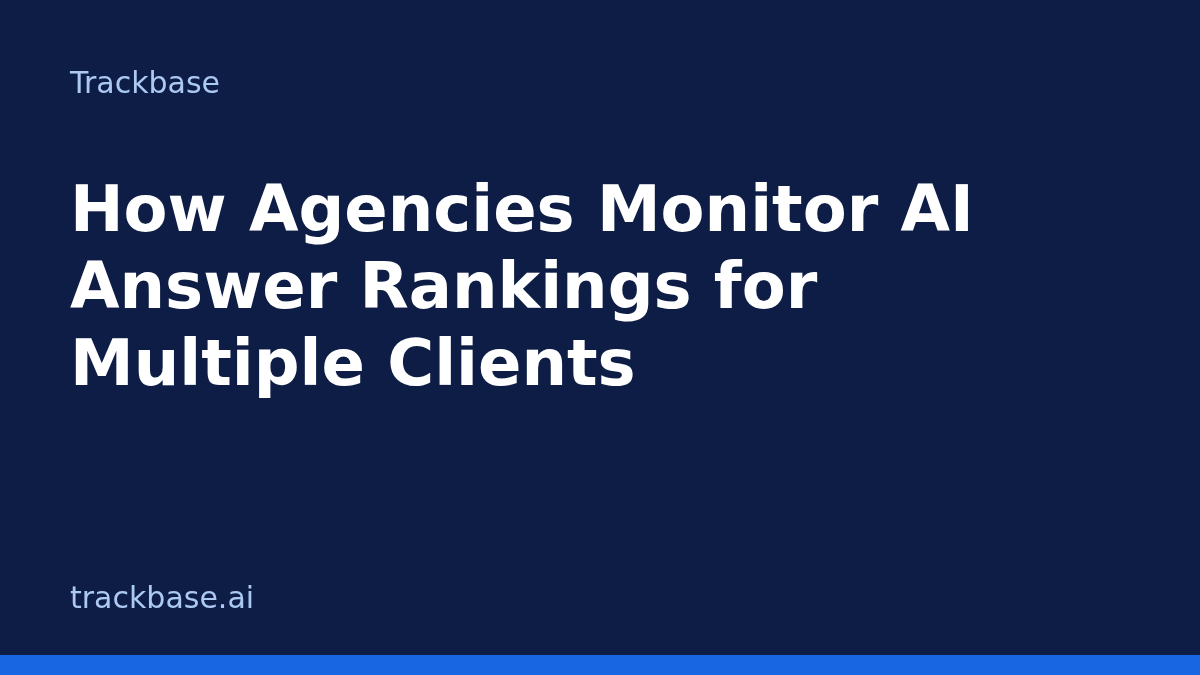 Trackbase
How Agencies Monitor AI
Answer Rankings for
Multiple Clients
trackbase.ai